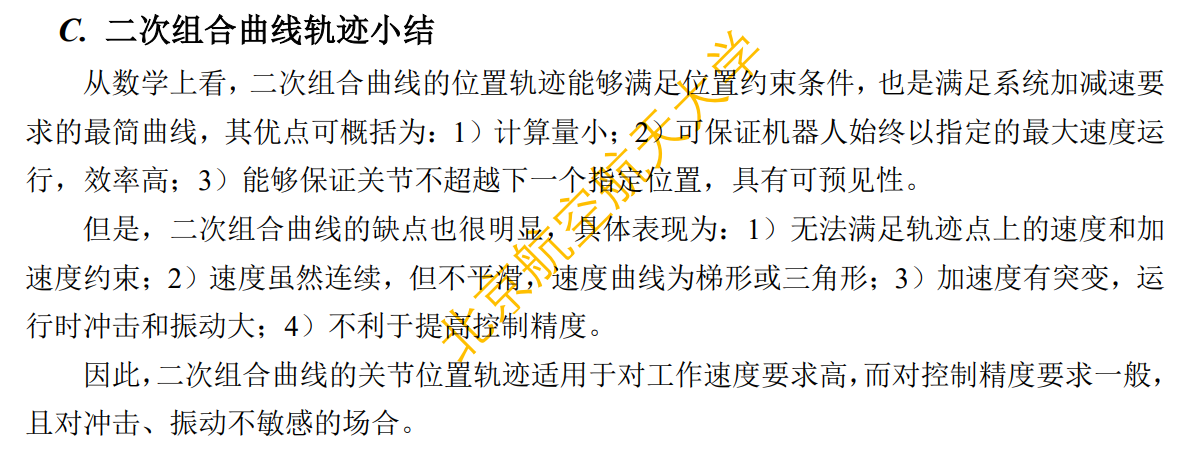 C. 二次组合曲线轨迹小结
从数学上看，二次组合曲线的位置轨迹能够满足位置约束条件，也是满足系统加减速要
求的最简曲线，其优点可概括为：1）计算量小；2）可保证机器人始终以指定的最大速度运
行，效率高；3）能够保证关节不超越下一个指定位置，具有可预见性。
但是，二次组合曲线的缺点也很明显，具体表现为：1）无法满足轨迹点上的速度和加
速度约束；2）速度虽然连续，但不平滑，速度曲线为梯形或三角形；3）加速度有突变，运
行时冲击和振动大；4）不利于提高控制精度。
因此，二次组合曲线的关节位置轨迹适用于对工作速度要求高，而对控制精度要求一般，
且对冲击、振动不敏感的场合。
北京航空航天大学